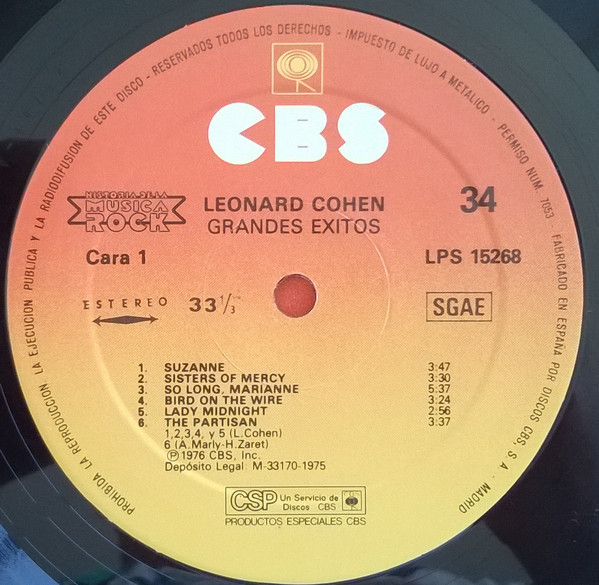 PROHIBIDA LA REPRODUCCION, LA EJECUCION PUBLICA Y LA RADIODIFUSION DE ESTE DISCO - RESERVADOS TODOS LOS DERECHOS - IMPUESTO DE LUJO A METALICO - PERMISO NUM. 7053 - FABRICADO EN ESPAÑA POR DISCOS CBS, S. A. - MADRID
CBS
HISTORIA DE LA
MUSICA
ROCK
LEONARD COHEN
34
GRANDES EXITOS
Cara 1
LPS 15268
ESTEREO
33 1/3
SGAE
1. SUZANNE 3:47
2. SISTERS OF MERCY 3:30
3. SO LONG, MARIANNE 5:37
4. BIRD ON THE WIRE 3:24
5. LADY MIDNIGHT 2:56
6. THE PARTISAN 3:37
1,2,3,4, y 5 (L.Cohen)
6 (A.Marly-H.Zaret)
Ⓟ1976 CBS, Inc.
Depósito Legal: M-33170-1975
CSP Un Servicio de
Discos CBS
PRODUCTOS ESPECIALES CBS